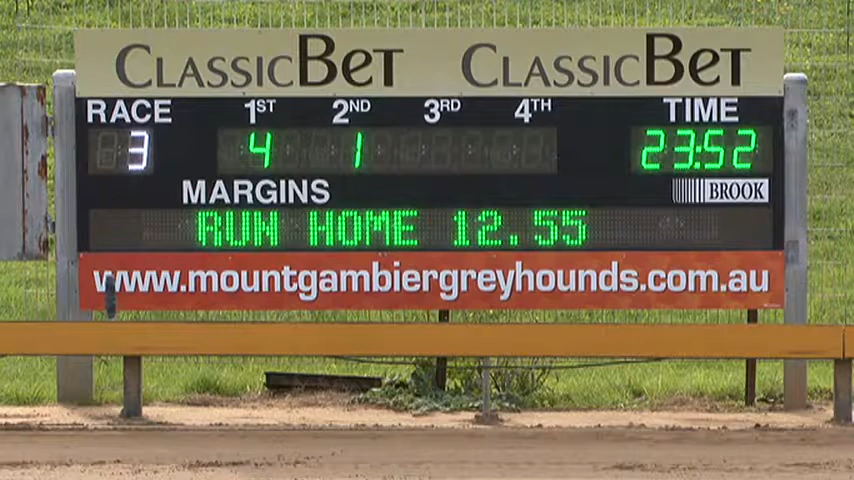 CLASSICBET CLASSICBET
RACE 1ST 2ND 3RD 4TH TIME
3 4 1 23:52
MARGINS BROOK
RUN HOME 12.55
www.mountgambiergreyhounds.com.au